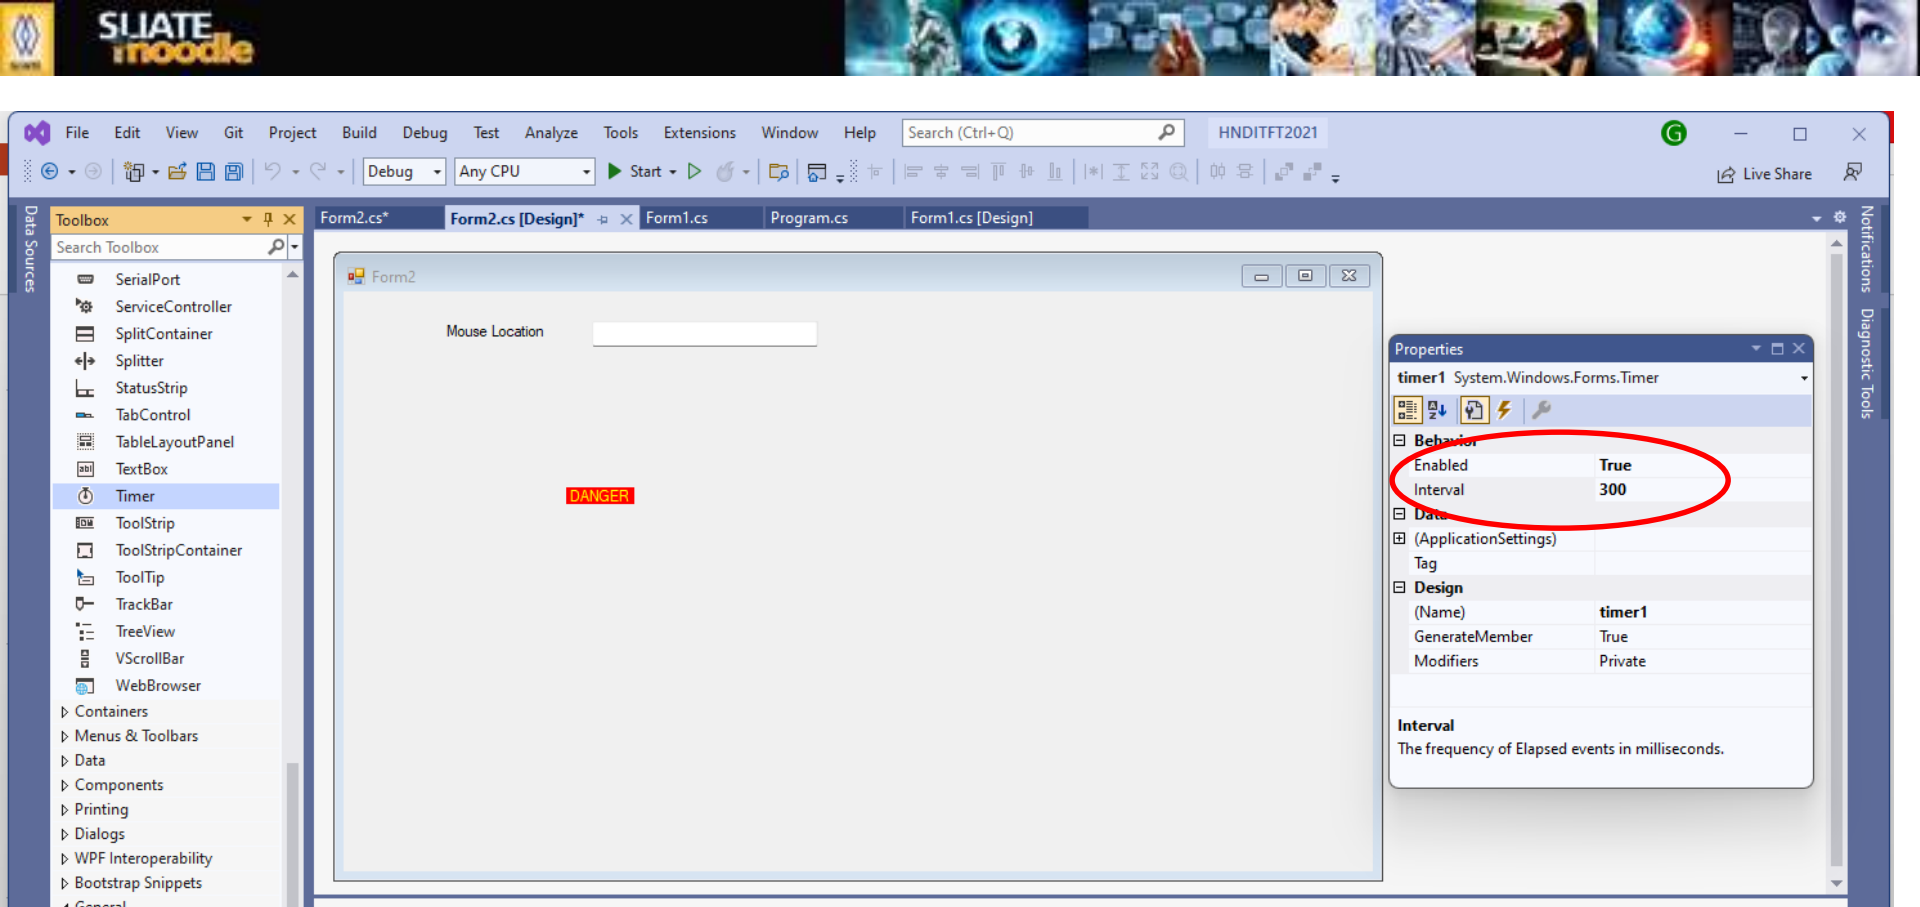 SLIATE
moodle
File Edit View Git Project Build Debug Test Analyze Tools Extensions Window Help Search (Ctrl+Q) HNDITFT2021 G
Debug Any CPU Start Live Share
Data Sources
Toolbox
Search Toolbox
SerialPort
ServiceController
SplitContainer
Splitter
StatusStrip
TabControl
TableLayoutPanel
TextBox
Timer
ToolStrip
ToolStripContainer
ToolTip
TrackBar
TreeView
VScrollBar
WebBrowser
Containers
Menus & Toolbars
Data
Components
Printing
Dialogs
WPF Interoperability
Bootstrap Snippets
General
Form2.cs* Form2.cs [Design]* Form1.cs Program.cs Form1.cs [Design]
Form2
Mouse Location
DANGER
Properties
timer1 System.Windows.Forms.Timer
Behavior
Enabled True
Interval 300
Data
(ApplicationSettings)
Tag
Design
(Name) timer1
GenerateMember True
Modifiers Private
Interval
The frequency of Elapsed events in milliseconds.
Notifications
Diagnostic Tools